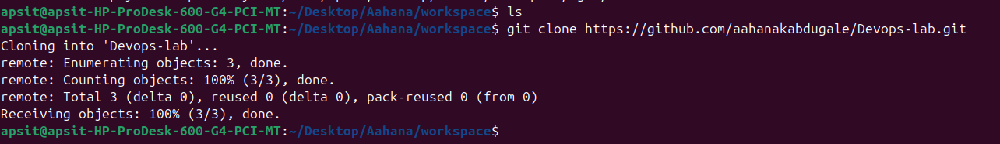 apsit@apsit-HP-ProDesk-600-G4-PCI-MT:~/Desktop/Aahana/workspace$ ls
apsit@apsit-HP-ProDesk-600-G4-PCI-MT:~/Desktop/Aahana/workspace$ git clone https://github.com/aahanakabdugale/Devops-lab.git
Cloning into 'Devops-lab'...
remote: Enumerating objects: 3, done.
remote: Counting objects: 100% (3/3), done.
remote: Total 3 (delta 0), reused 0 (delta 0), pack-reused 0 (from 0)
Receiving objects: 100% (3/3), done.
apsit@apsit-HP-ProDesk-600-G4-PCI-MT:~/Desktop/Aahana/workspace$